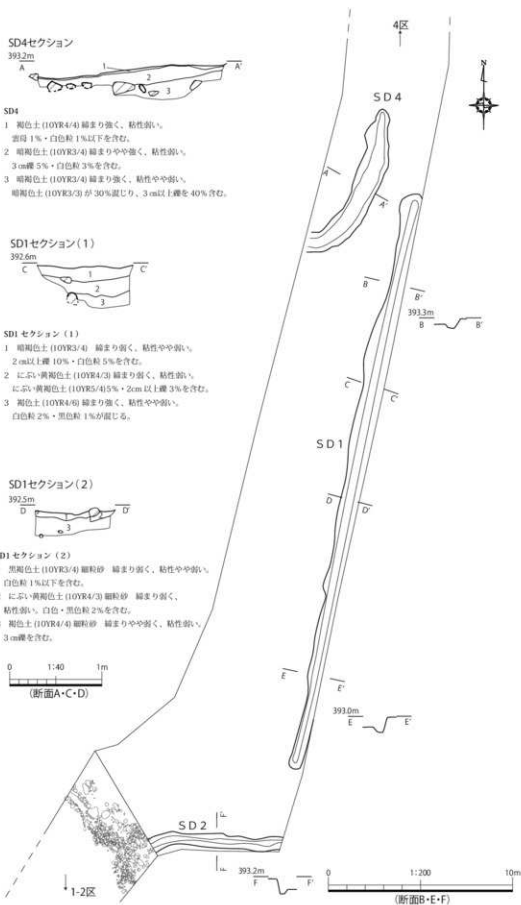 SD4セクション
393.2m
A A'
1
2
3
SD4
1 褐色土(10YR4/4)締まり強く、粘性弱い。
雲母1%・白色粒1%以下を含む。
2 暗褐色土(10YR3/4)締まりやや強く、粘性弱い。
3㎝礫5%・白色粒3%を含む。
3 暗褐色土(10YR3/4)締まり強く、粘性弱い。
暗褐色土(10YR3/3)が30%混じり、3㎝以上礫を40%含む。
SD1セクション(1)
392.6m
C C'
1
2
3
SD1セクション(1)
1 暗褐色土(10YR3/4) 締まり弱く、粘性やや弱い。
2㎝以上礫10%・白色粒5%を含む。
2 にぶい黄褐色土(10YR4/3)締まり弱く、粘性弱い。
にぶい黄褐色土(10YR5/4)5%・2cm以上礫3%を含む。
3 褐色土(10YR4/6)締まり強く、粘性やや弱い。
白色粒2%・黒色粒1%が混じる。
SD1セクション(2)
392.5m
D D'
1
2
3
D1セクション(2)
黒褐色土(10YR3/4)細粒砂 締まり弱く、粘性やや弱い。
白色粒1%以下を含む。
にぶい黄褐色土(10YR4/3)細粒砂 締まり弱く、
粘性弱い。白色・黒色粒2%を含む。
褐色土(10YR4/4)細粒砂 締まりやや弱く、粘性弱い。
3㎝礫を含む。
0 1:40 1m
(断面A・C・D)
4区
N
SD4
A
A'
B
B'
393.3m
B B'
C
C'
SD1
D
D'
E
E'
393.0m
E E'
SD2
F
F'
393.2m
F F'
1-2区
0 1:200 10m
(断面B・E・F)